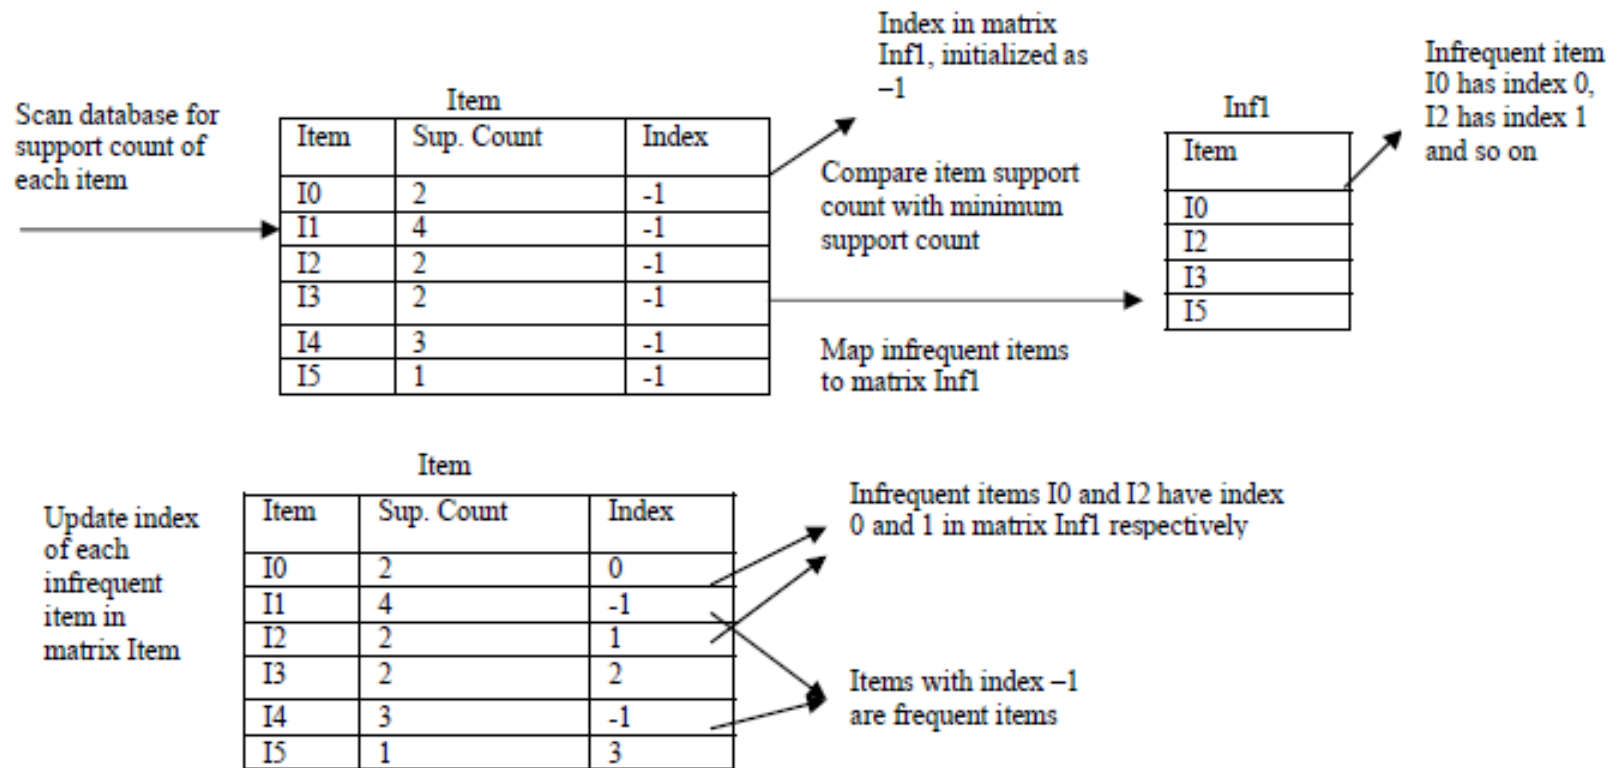 Scan database for
support count of
each item
Item
Item Sup. Count Index
I0 2 -1
I1 4 -1
I2 2 -1
I3 2 -1
I4 3 -1
I5 1 -1
Index in matrix
Inf1, initialized as
–1
Compare item support
count with minimum
support count
Map infrequent items
to matrix Inf1
Inf1
Item
I0
I2
I3
I5
Infrequent item
I0 has index 0,
I2 has index 1
and so on
Update index
of each
infrequent
item in
matrix Item
Item
Item Sup. Count Index
I0 2 0
I1 4 -1
I2 2 1
I3 2 2
I4 3 -1
I5 1 3
Infrequent items I0 and I2 have index
0 and 1 in matrix Inf1 respectively
Items with index –1
are frequent items